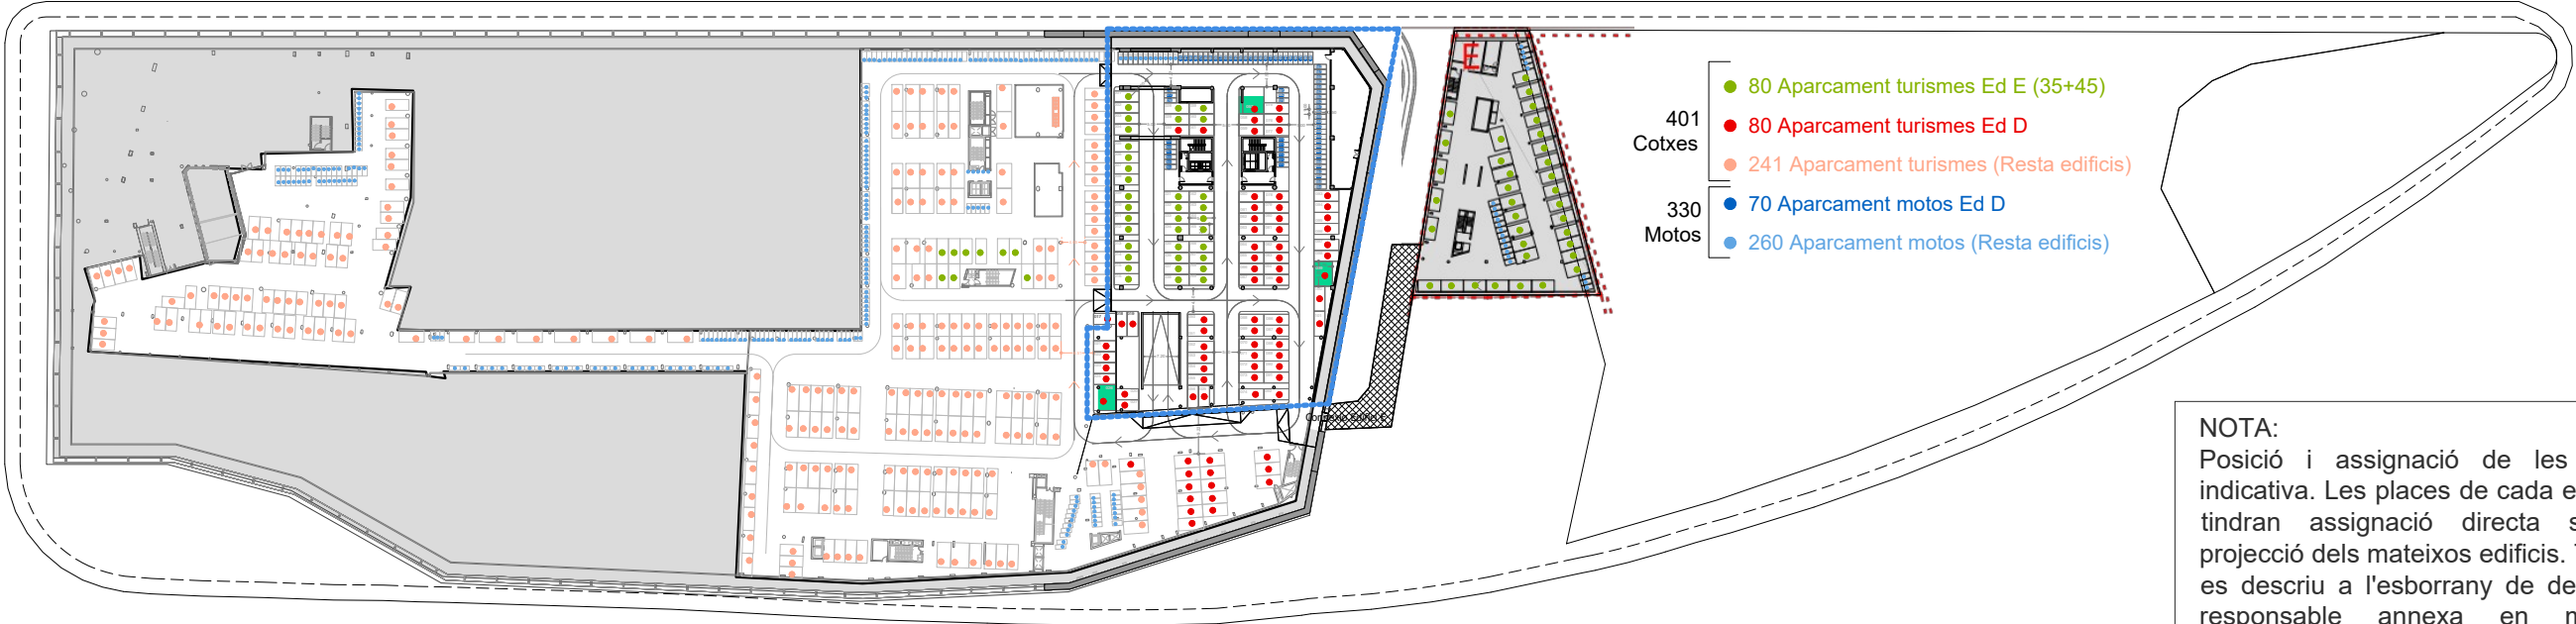 E
80 Aparcament turismes Ed E (35+45)
80 Aparcament turismes Ed D
241 Aparcament turismes (Resta edificis)
401
Cotxes
70 Aparcament motos Ed D
260 Aparcament motos (Resta edificis)
330
Motos
NOTA:
Posició i assignació de les
indicativa. Les places de cada e
tindran assignació directa s
projecció dels mateixos edificis.
es descriu a l'esborrany de de
responsable annexa en